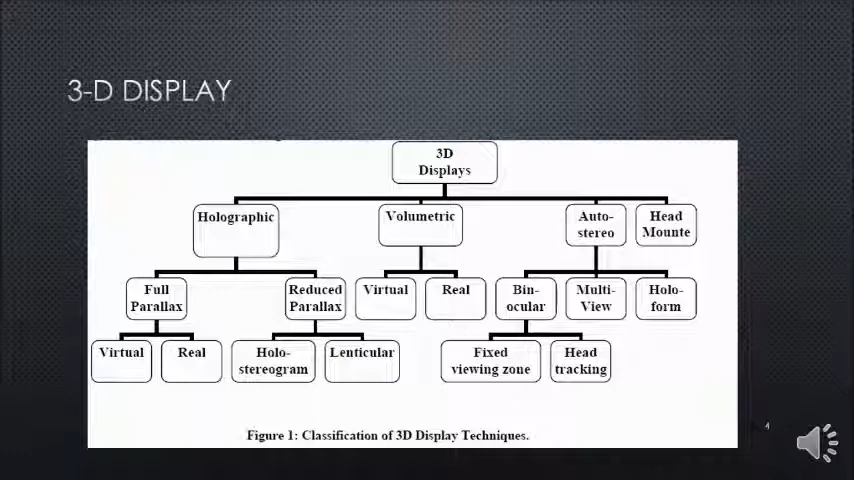 3-D DISPLAY
3D
Displays
Holographic
Volumetric
Auto-
stereo
Head
Mounte
Full
Parallax
Reduced
Parallax
Virtual
Real
Bin-
ocular
Multi-
View
Holo-
form
Virtual
Real
Holo-
stereogram
Lenticular
Fixed
viewing zone
Head
tracking
Figure 1: Classification of 3D Display Techniques.
4